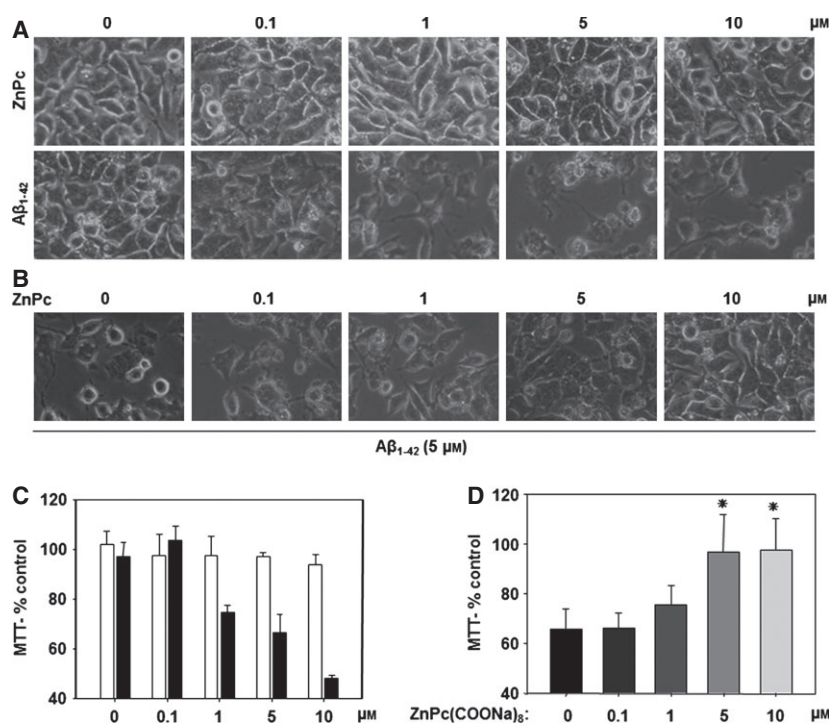 A
0 0.1 1 5 10 μM
ZnPc
Aβ1-42
B
ZnPc 0 0.1 1 5 10 μM
Aβ1-42 (5 μM)
C
120
100
80
60
40
MTT- % control
0 0.1 1 5 10 μM
D
120
100
80
60
40
MTT- % control
* *
ZnPc(COONa)8: 0 0.1 1 5 10 μM